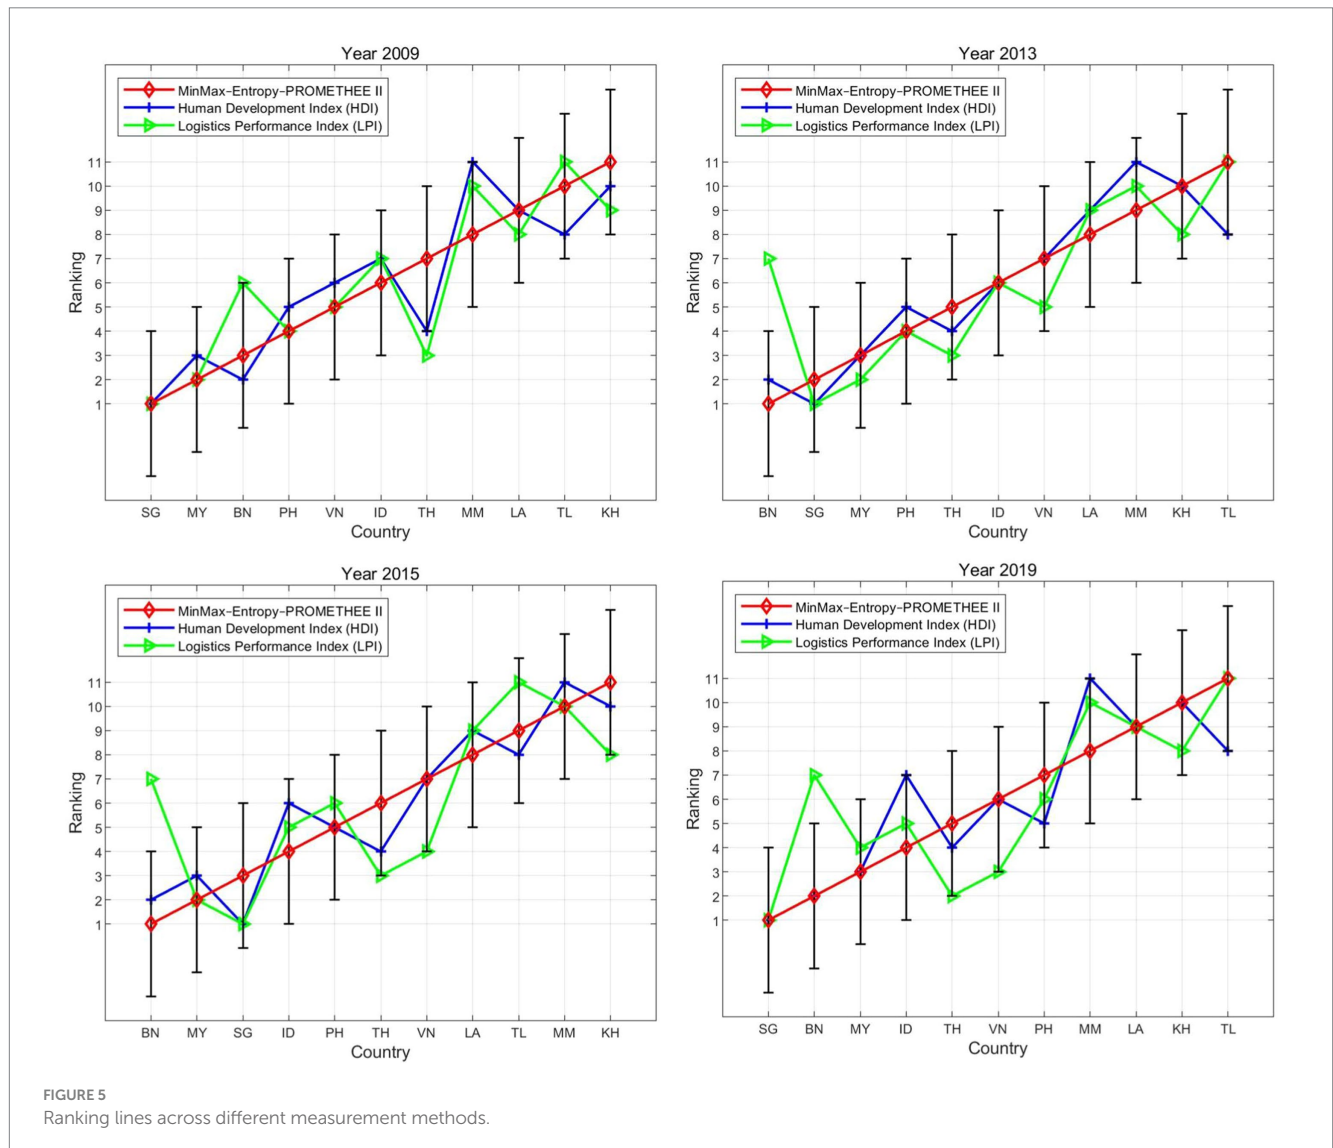 Year 2009
MinMax-Entropy-PROMETHEE II
Human Development Index (HDI)
Logistics Performance Index (LPI)
11
10
9
8
7
6
5
4
3
2
1
Ranking
SG MY BN PH VN ID TH MM LA TL KH
Country
Year 2013
MinMax-Entropy-PROMETHEE II
Human Development Index (HDI)
Logistics Performance Index (LPI)
11
10
9
8
7
6
5
4
3
2
1
Ranking
BN SG MY PH TH ID VN LA MM KH TL
Country
Year 2015
MinMax-Entropy-PROMETHEE II
Human Development Index (HDI)
Logistics Performance Index (LPI)
11
10
9
8
7
6
5
4
3
2
1
Ranking
BN MY SG ID PH TH VN LA TL MM KH
Country
Year 2019
MinMax-Entropy-PROMETHEE II
Human Development Index (HDI)
Logistics Performance Index (LPI)
11
10
9
8
7
6
5
4
3
2
1
Ranking
SG BN MY ID TH VN PH MM LA KH TL
Country
FIGURE 5
Ranking lines across different measurement methods.